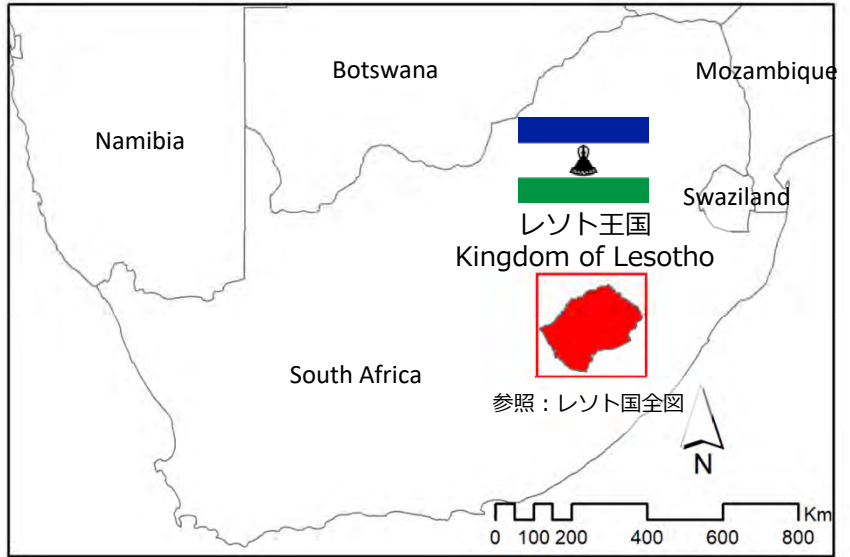 Botswana
Mozambique
Namibia
Swaziland
レソト王国
Kingdom of Lesotho
South Africa
参照：レソト国全図
N
Km
0 100 200 400 600 800